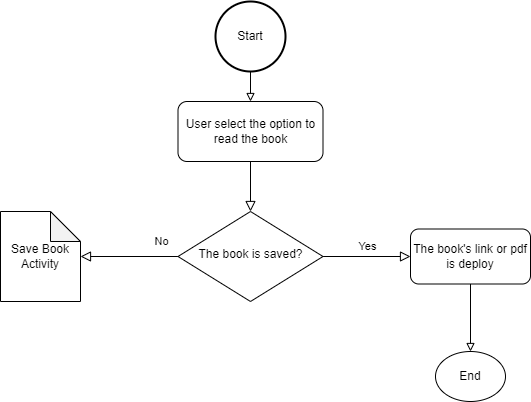 Start
User select the option to
read the book
The book is saved?
No
Yes
Save Book
Activity
The book's link or pdf
is deploy
End